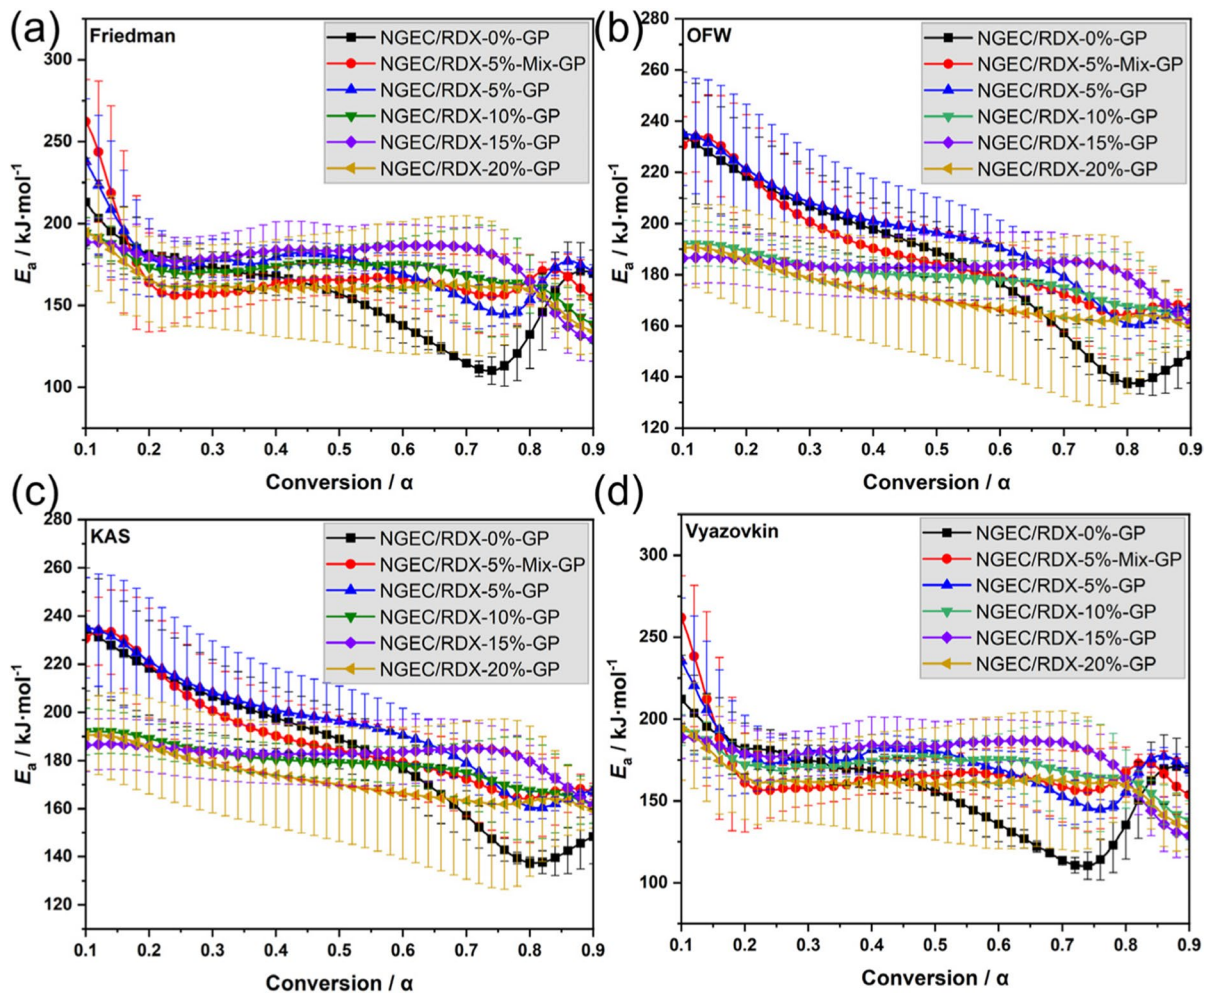 (a)
Friedman
NGEC/RDX-0%-GP
NGEC/RDX-5%-Mix-GP
NGEC/RDX-5%-GP
NGEC/RDX-10%-GP
NGEC/RDX-15%-GP
NGEC/RDX-20%-GP
300
250
200
150
100
Ea / kJ·mol-1
0.1 0.2 0.3 0.4 0.5 0.6 0.7 0.8 0.9
Conversion / α
(b)
OFW
NGEC/RDX-0%-GP
NGEC/RDX-5%-Mix-GP
NGEC/RDX-5%-GP
NGEC/RDX-10%-GP
NGEC/RDX-15%-GP
NGEC/RDX-20%-GP
280
260
240
220
200
180
160
140
120
Ea / kJ·mol-1
0.1 0.2 0.3 0.4 0.5 0.6 0.7 0.8 0.9
Conversion / α
(c)
KAS
NGEC/RDX-0%-GP
NGEC/RDX-5%-Mix-GP
NGEC/RDX-5%-GP
NGEC/RDX-10%-GP
NGEC/RDX-15%-GP
NGEC/RDX-20%-GP
280
260
240
220
200
180
160
140
120
Ea / kJ·mol-1
0.1 0.2 0.3 0.4 0.5 0.6 0.7 0.8 0.9
Conversion / α
(d)
Vyazovkin
NGEC/RDX-0%-GP
NGEC/RDX-5%-Mix-GP
NGEC/RDX-5%-GP
NGEC/RDX-10%-GP
NGEC/RDX-15%-GP
NGEC/RDX-20%-GP
300
250
200
150
100
Ea / kJ·mol-1
0.1 0.2 0.3 0.4 0.5 0.6 0.7 0.8 0.9
Conversion / α